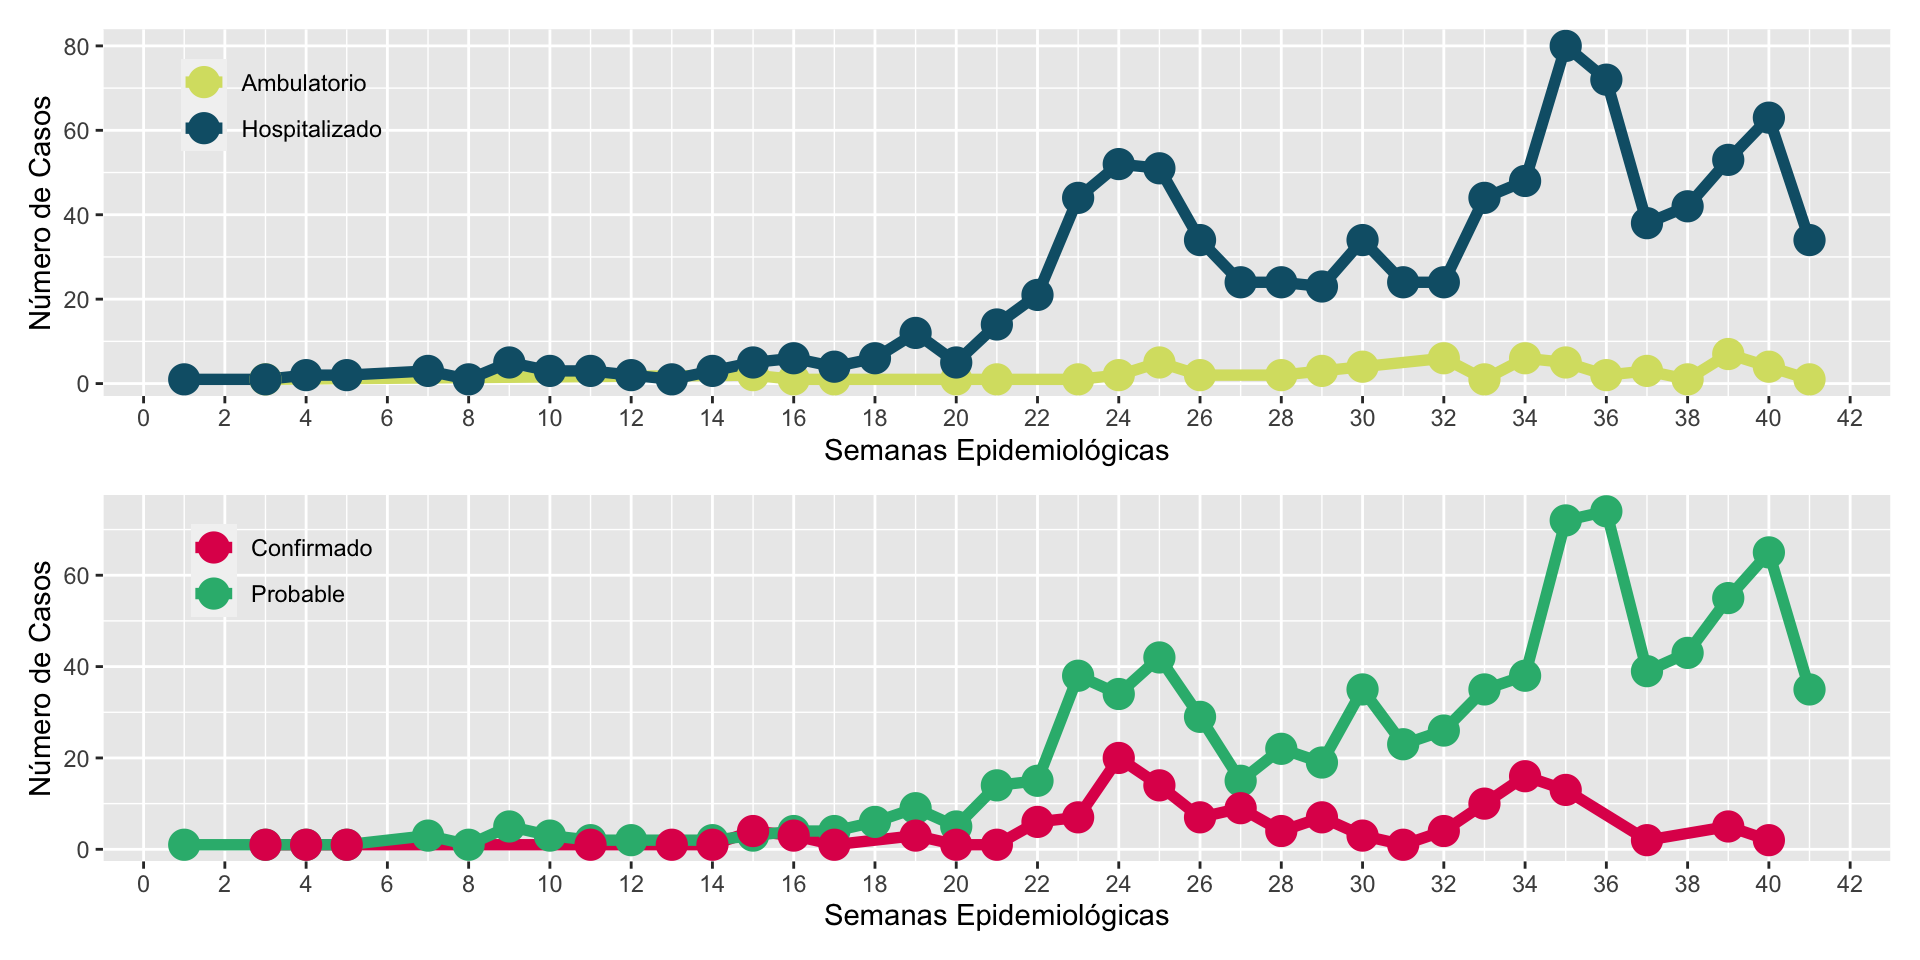 Número de Casos
80
60
40
20
0
Ambulatorio
Hospitalizado
0 2 4 6 8 10 12 14 16 18 20 22 24 26 28 30 32 34 36 38 40 42
Semanas Epidemiológicas
Número de Casos
60
40
20
0
Confirmado
Probable
0 2 4 6 8 10 12 14 16 18 20 22 24 26 28 30 32 34 36 38 40 42
Semanas Epidemiológicas